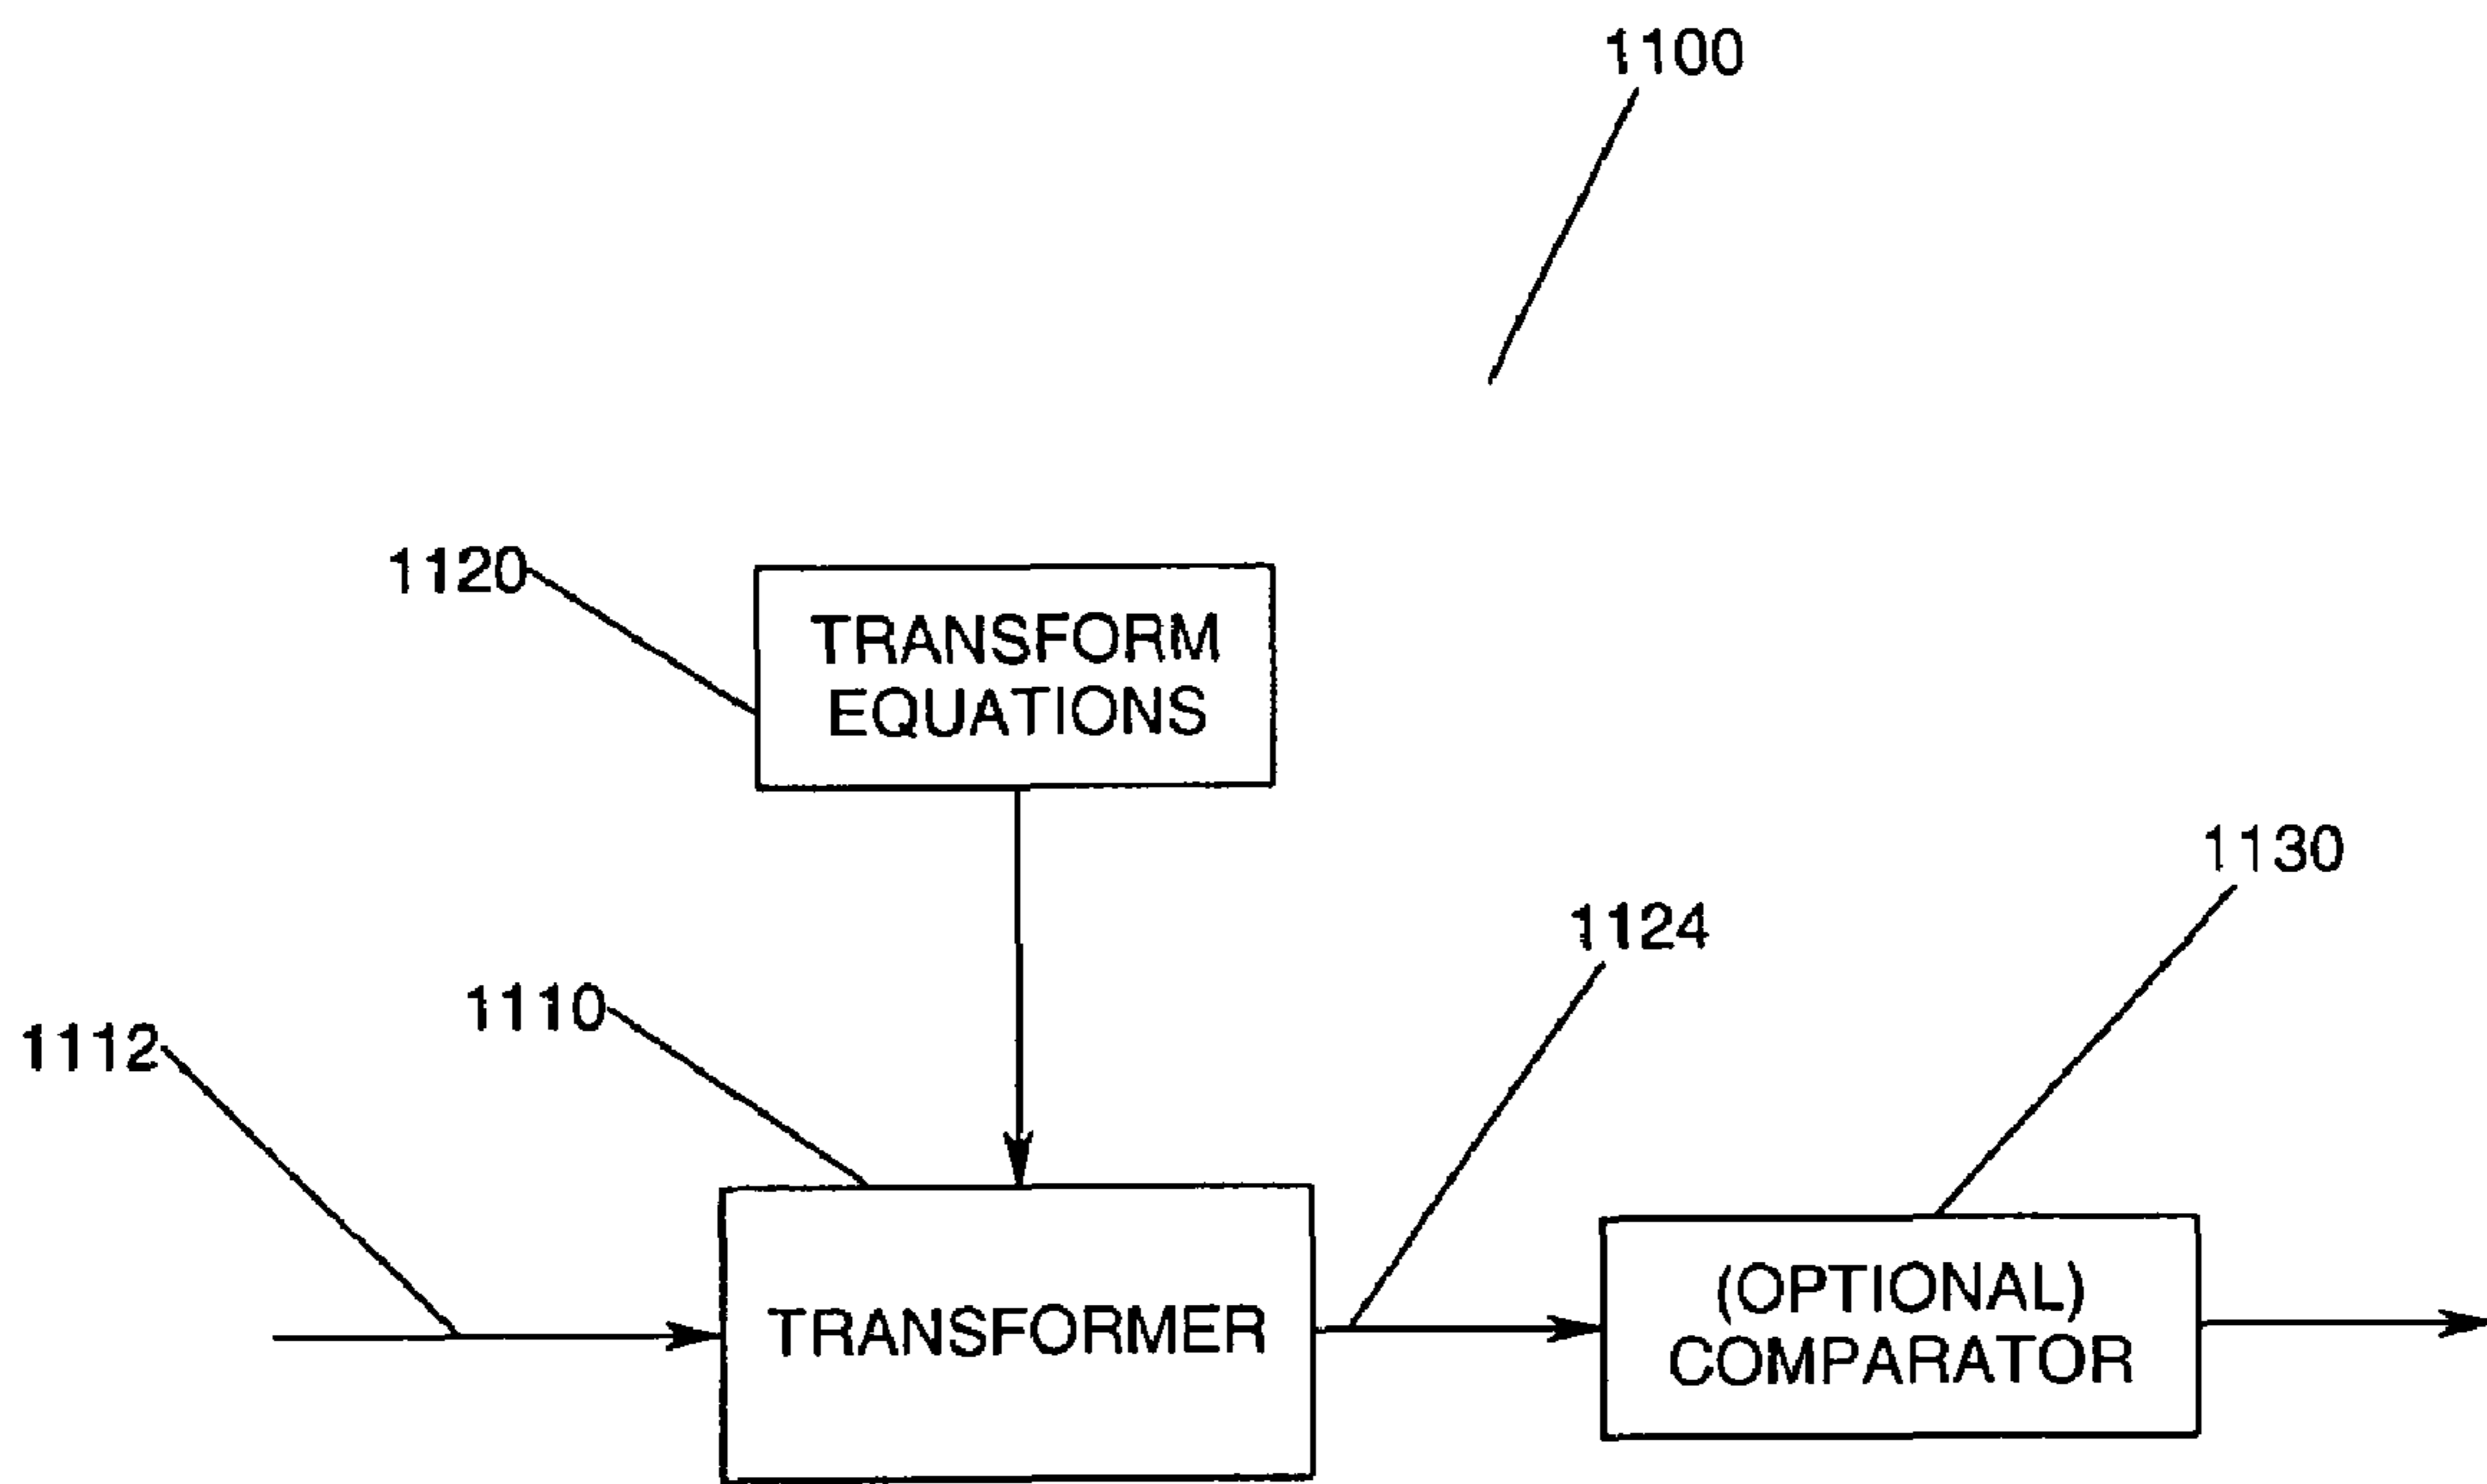 1100
1120
TRANSFORM
EQUATIONS
1130
1124
1110
1112
TRANSFORMER
(OPTIONAL)
COMPARATOR